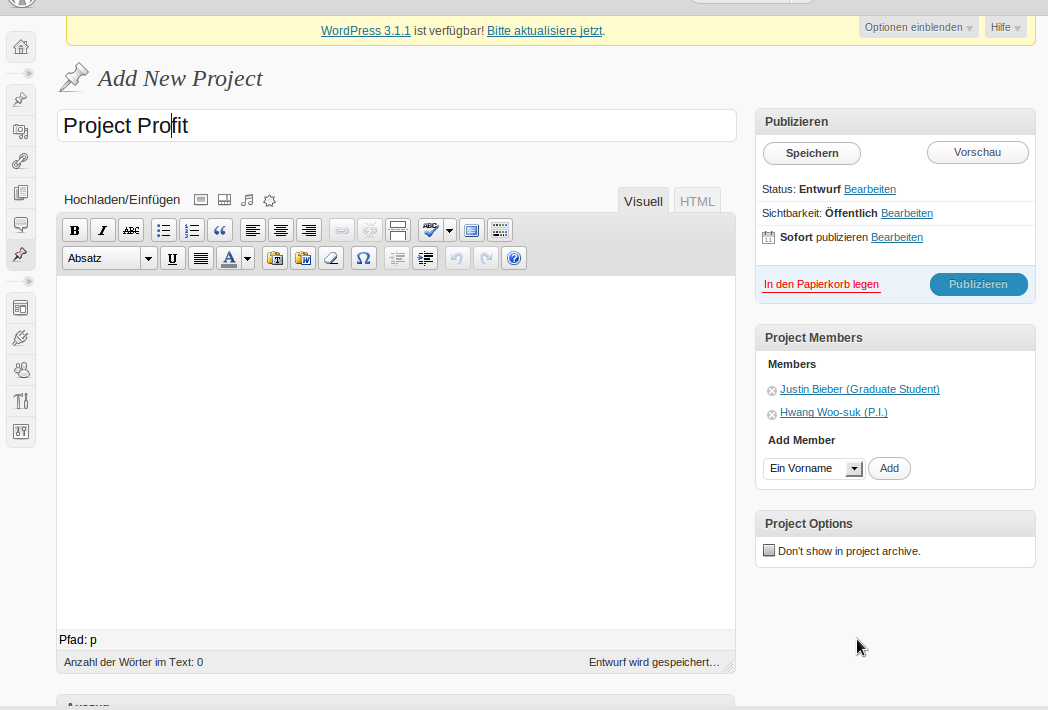 WordPress 3.1.1 ist verfügbar! Bitte aktualisiere jetzt.
Optionen einblenden
Hilfe
Add New Project
Project Profit
Hochladen/Einfügen
Visuell
HTML
B I ABC
ABC
Absatz
U
A
Ω
Pfad: p
Anzahl der Wörter im Text: 0
Entwurf wird gespeichert…
Publizieren
Speichern
Vorschau
Status: Entwurf Bearbeiten
Sichtbarkeit: Öffentlich Bearbeiten
Sofort publizieren Bearbeiten
In den Papierkorb legen
Publizieren
Project Members
Members
Justin Bieber (Graduate Student)
Hwang Woo-suk (P.I.)
Add Member
Ein Vorname
Add
Project Options
Don't show in project archive.